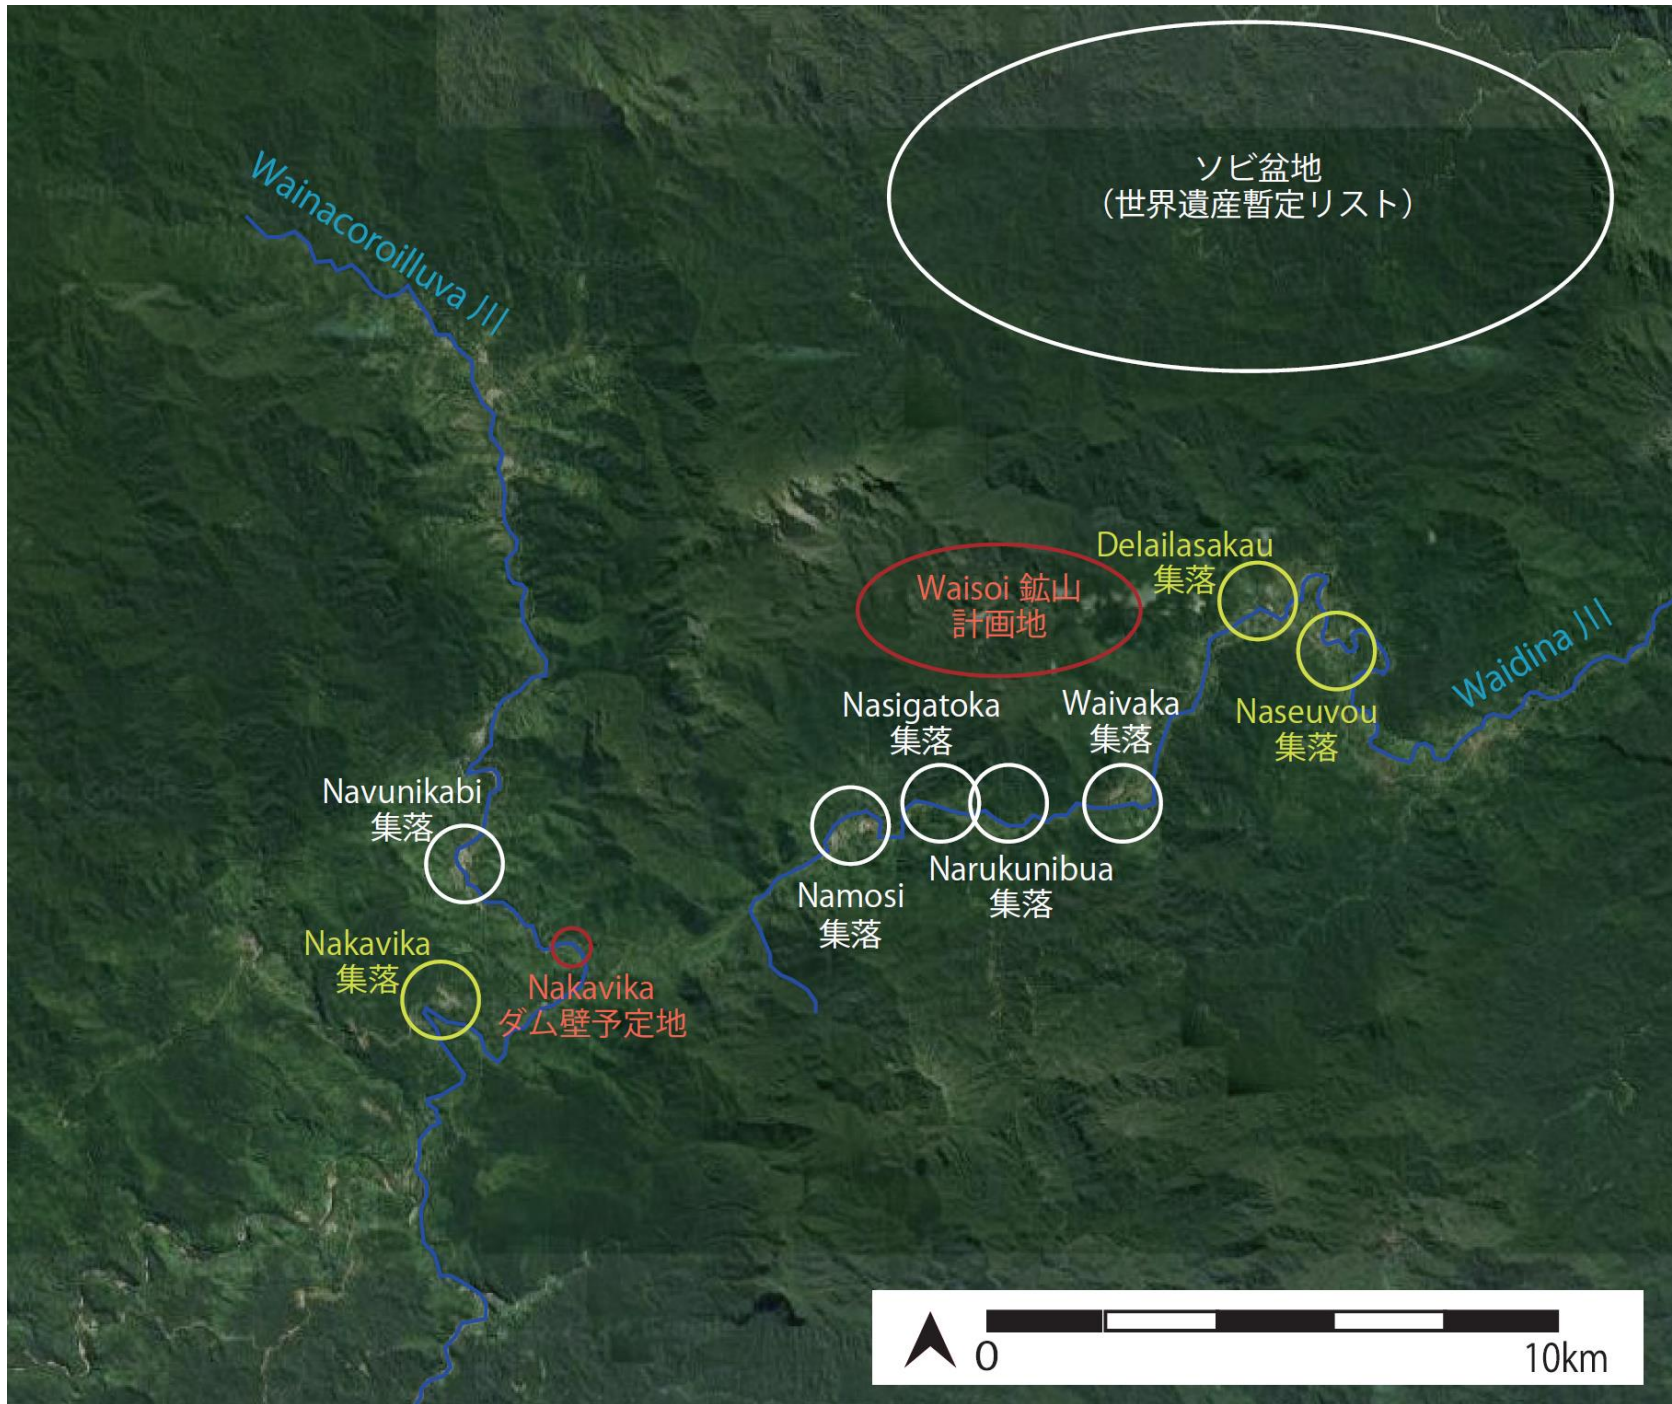 ソビ盆地
（世界遺産暫定リスト）
Wainacoroilluva 川
Delailasakau
集落
Waisoi 鉱山
計画地
Waidina 川
Nasigatoka
集落
Waivaka
集落
Naseuvou
集落
Navunikabi
集落
Narukunibua
集落
Namosi
集落
Nakavika
集落
Nakavika
ダム壁予定地
0
10km